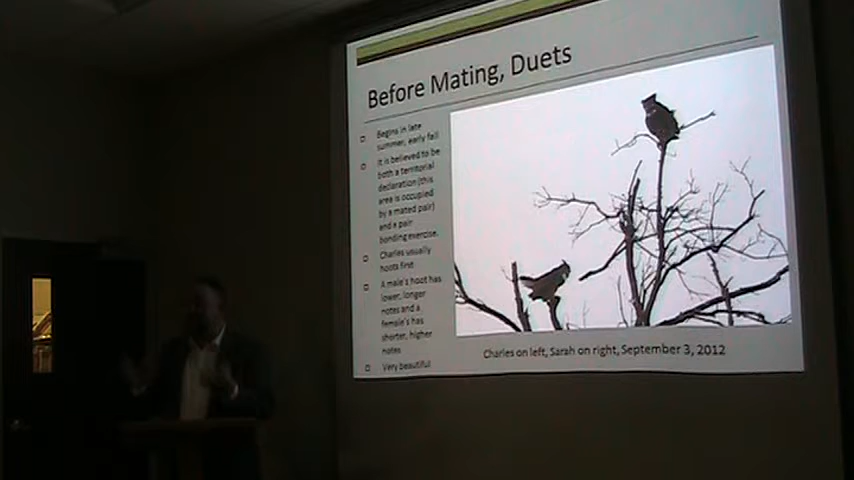 Before Mating, Duets
Begins in late
summer, early fall
It is believed to be
both a territorial
declaration (this
area is occupied
by a mated pair)
and a pair
bonding exercise.
Charles usually
hoots first
A male's hoot has
lower, longer
notes and a
female's has
shorter, higher
notes
Very beautiful
Charles on left, Sarah on right, September 3, 2012